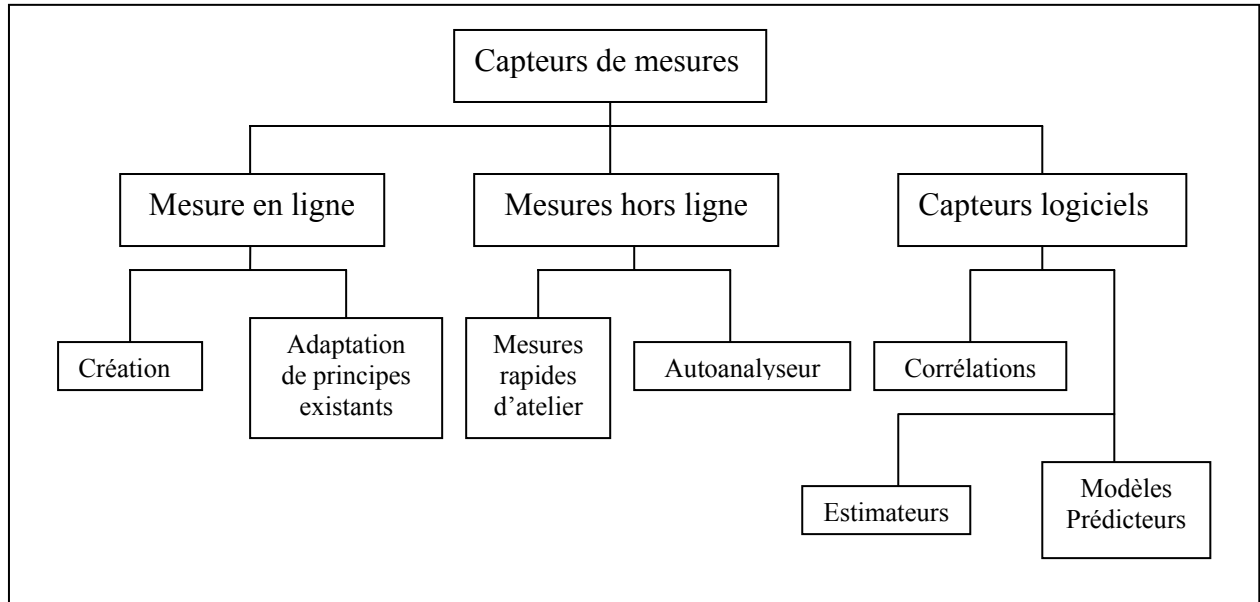 Capteurs de mesures
Mesure en ligne
Mesures hors ligne
Capteurs logiciels
Création
Adaptation
de principes
existants
Mesures
rapides
d’atelier
Autoanalyseur
Corrélations
Estimateurs
Modèles
Prédicteurs